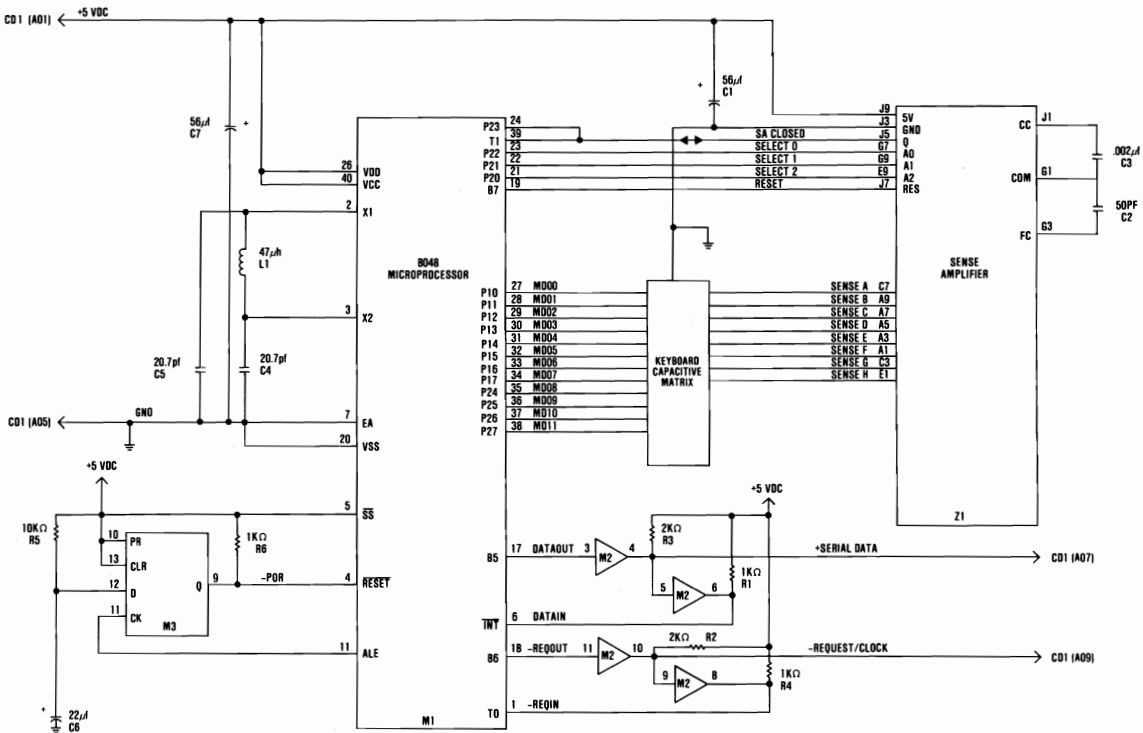 CD1 (A01)
+5 VDC
56µf
C7
+
+
56µf
C1
24
P23
39
T1
23
P22
22
P21
21
P20
19
B7
SA CLOSED
SELECT 0
SELECT 1
SELECT 2
RESET
J9
5V
J3
GND
J5
Q
G7
A0
G9
A1
E9
A2
J7
RES
CC
J1
.002µf
C3
COM
G1
50PF
C2
FC
G3
SENSE
AMPLIFIER
Z1
26
VDD
40
VCC
2
X1
47µh
L1
8048
MICROPROCESSOR
3
X2
20.7pf
C5
20.7pf
C4
27 MD00
P10
28 MD01
P11
29 MD02
P12
30 MD03
P13
31 MD04
P14
32 MD05
P15
33 MD06
P16
34 MD07
P17
35 MD08
P24
36 MD09
P25
37 MD10
P26
38 MD11
P27
KEYBOARD
CAPACITIVE
MATRIX
SENSE A C7
SENSE B A9
SENSE C A7
SENSE D A5
SENSE E A3
SENSE F A1
SENSE G C3
SENSE H E1
CD1 (A05)
GND
7
EA
20
VSS
+5 VDC
10KΩ
R5
10
PR
13
CLR
12
D
11
CK
Q
9
M3
1KΩ
R6
-POR
5
SS
4
RESET
11
ALE
+
22µf
C6
M1
+5 VDC
2KΩ
R3
1KΩ
R1
B5
17 DATAOUT 3
M2
4
+SERIAL DATA
CD1 (A07)
5
M2
6
INT
6 DATAIN
B6
18 -REQOUT 11
M2
10
2KΩ R2
-REQUEST/CLOCK
CD1 (A09)
9
M2
8
1KΩ
R4
T0
1 -REQIN